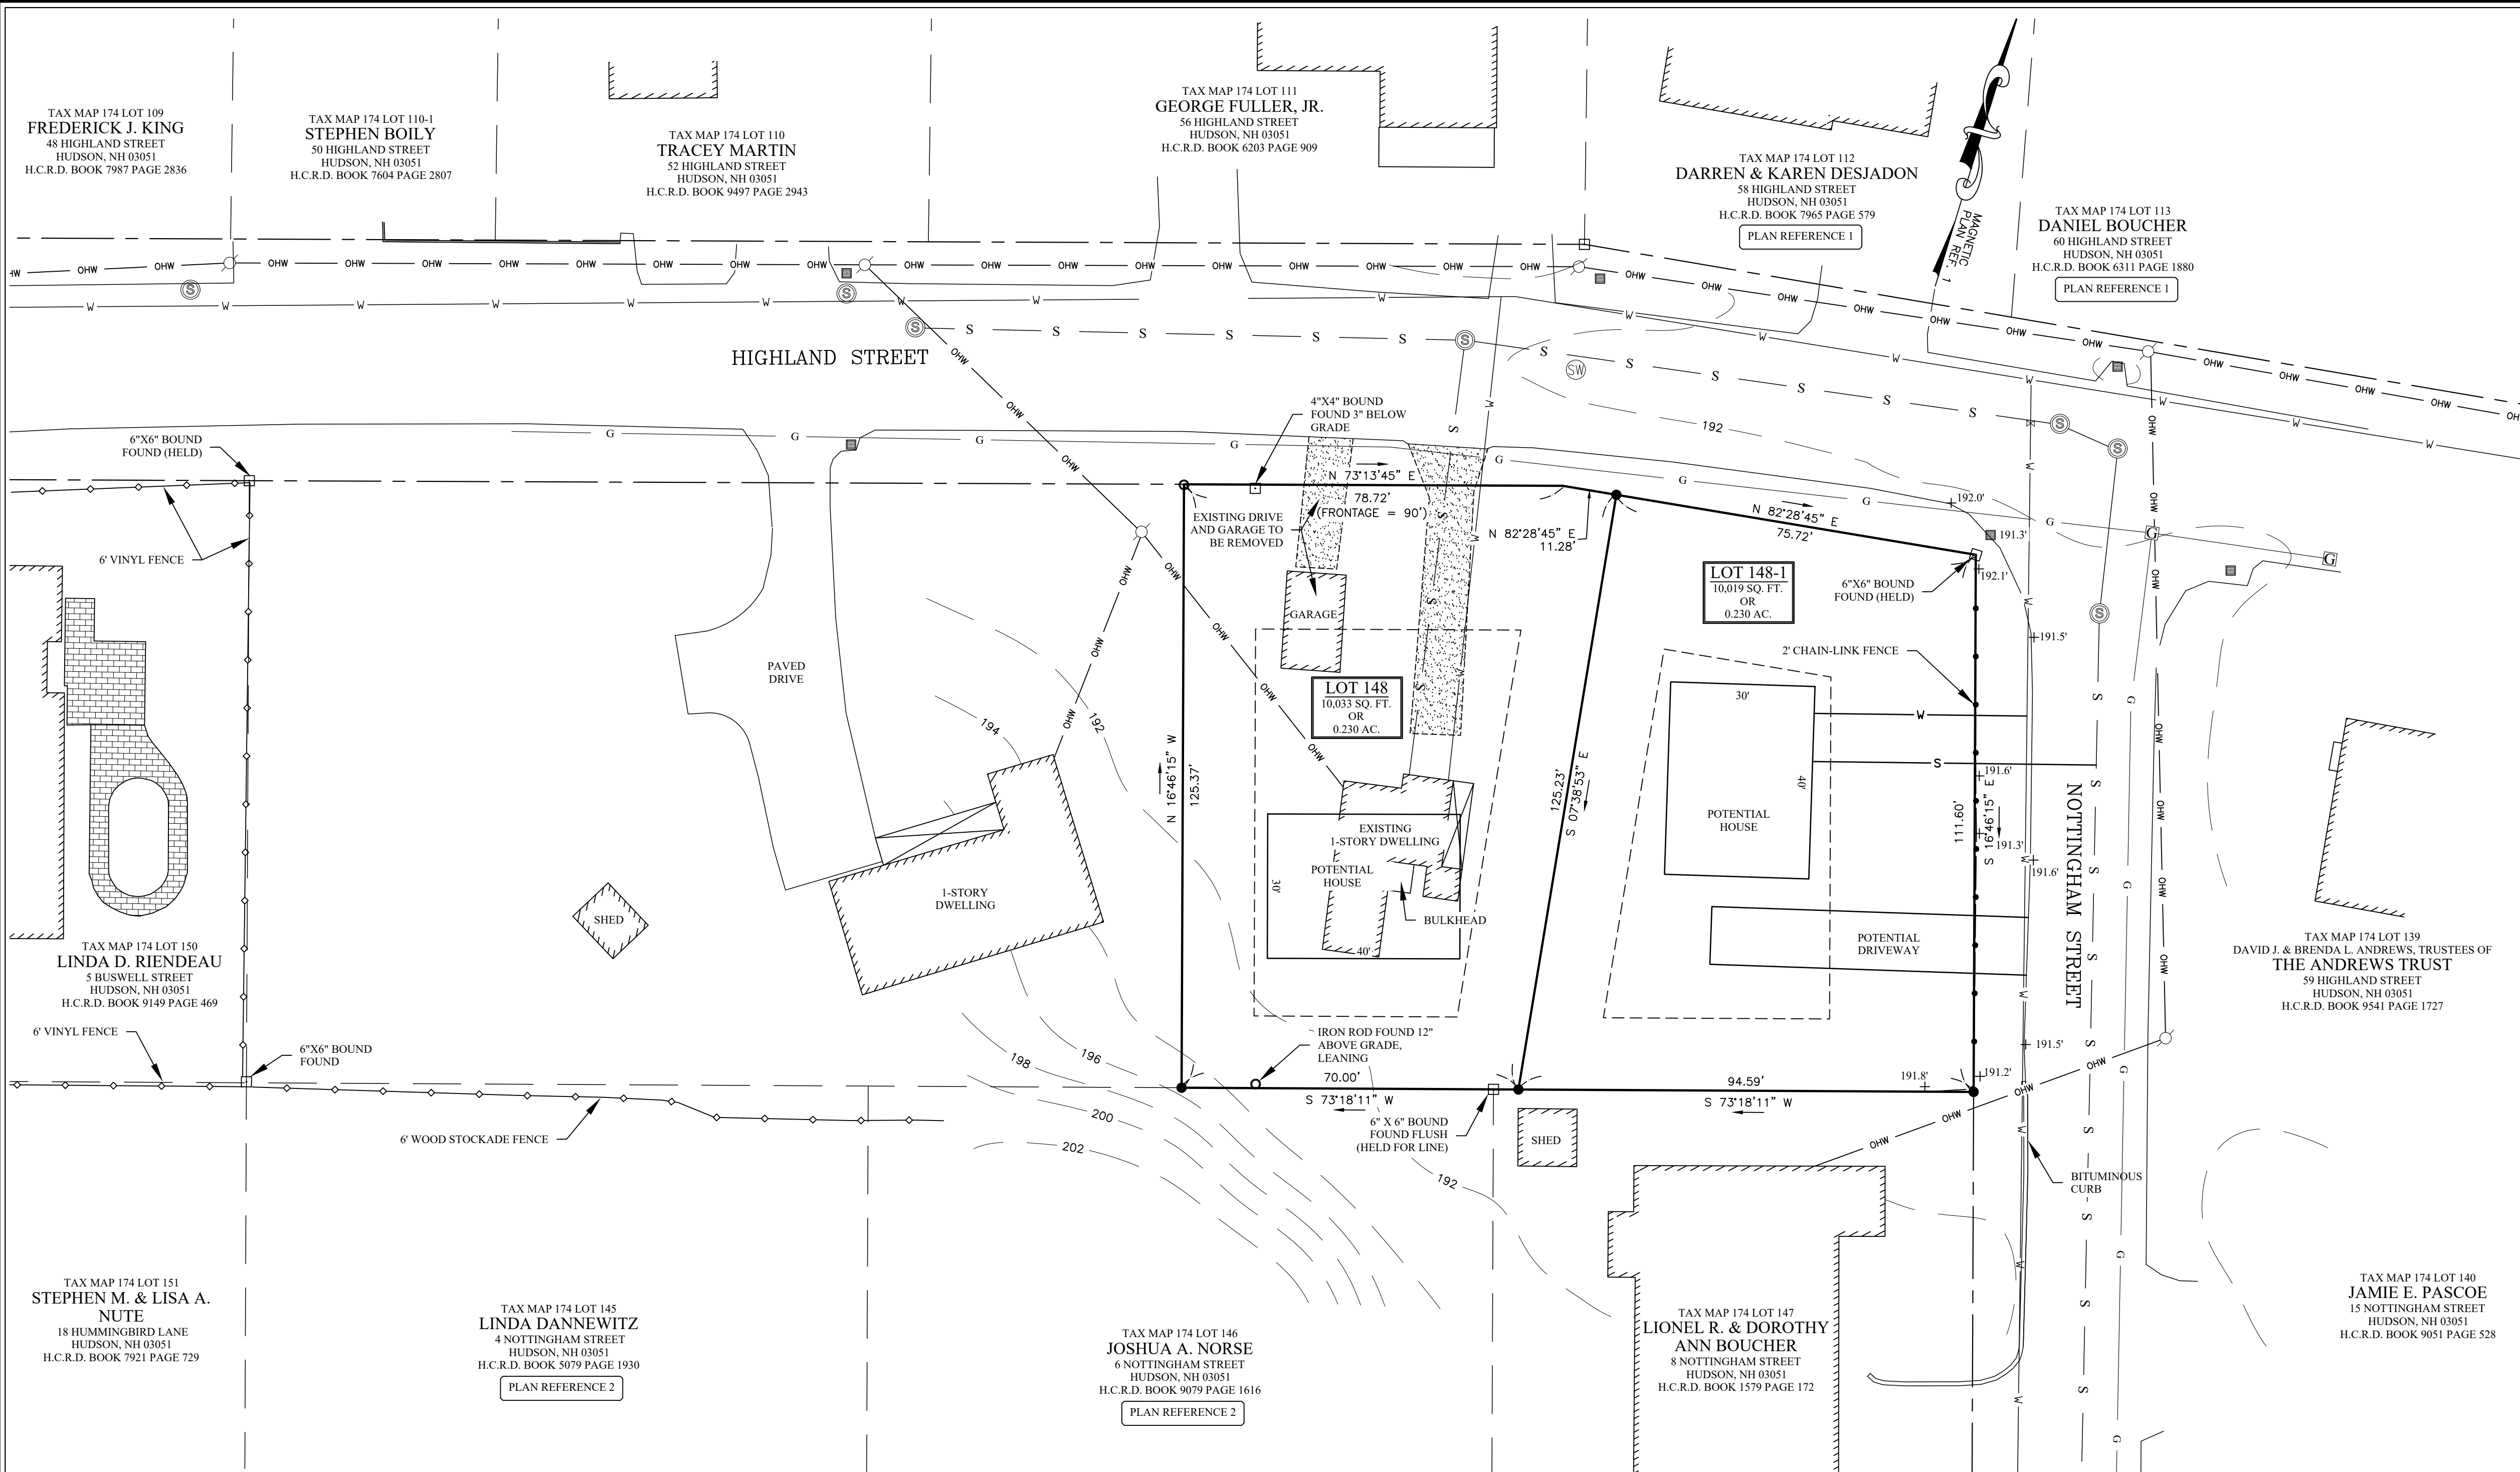 TAX MAP 174 LOT 109
FREDERICK J. KING
48 HIGHLAND STREET
HUDSON, NH 03051
H.C.R.D. BOOK 7987 PAGE 2836
TAX MAP 174 LOT 110-1
STEPHEN BOILY
50 HIGHLAND STREET
HUDSON, NH 03051
H.C.R.D. BOOK 7604 PAGE 2807
TAX MAP 174 LOT 110
TRACEY MARTIN
52 HIGHLAND STREET
HUDSON, NH 03051
H.C.R.D. BOOK 9497 PAGE 2943
TAX MAP 174 LOT 111
GEORGE FULLER, JR.
56 HIGHLAND STREET
HUDSON, NH 03051
H.C.R.D. BOOK 6203 PAGE 909
TAX MAP 174 LOT 112
DARREN & KAREN DESJADON
58 HIGHLAND STREET
HUDSON, NH 03051
H.C.R.D. BOOK 7965 PAGE 579
PLAN REFERENCE 1
MAGNETIC
PLAN REF. 1
TAX MAP 174 LOT 113
DANIEL BOUCHER
60 HIGHLAND STREET
HUDSON, NH 03051
H.C.R.D. BOOK 6311 PAGE 1880
PLAN REFERENCE 1
HIGHLAND STREET
SW
192
6"X6" BOUND
FOUND (HELD)
6' VINYL FENCE
4"X4" BOUND
FOUND 3" BELOW
GRADE
N 73°13'45" E
78.72'
(FRONTAGE = 90')
EXISTING DRIVE
AND GARAGE TO
BE REMOVED
N 82°28'45" E
11.28'
N 82°28'45" E
75.72'
192.0'
191.3'
192.1'
191.5'
LOT 148-1
10,019 SQ. FT.
OR
0.230 AC.
6"X6" BOUND
FOUND (HELD)
2' CHAIN-LINK FENCE
GARAGE
LOT 148
10,033 SQ. FT.
OR
0.230 AC.
PAVED
DRIVE
194
192
N 16°46'15" W
125.37'
125.23'
S 07°38'53" E
30'
40'
POTENTIAL
HOUSE
191.6'
111.60'
S 16°46'15" E
191.3'
191.6'
NOTTINGHAM STREET
EXISTING
1-STORY DWELLING
POTENTIAL
HOUSE
30'
40'
BULKHEAD
1-STORY
DWELLING
SHED
POTENTIAL
DRIVEWAY
TAX MAP 174 LOT 150
LINDA D. RIENDEAU
5 BUSWELL STREET
HUDSON, NH 03051
H.C.R.D. BOOK 9149 PAGE 469
TAX MAP 174 LOT 139
DAVID J. & BRENDA L. ANDREWS, TRUSTEES OF
THE ANDREWS TRUST
59 HIGHLAND STREET
HUDSON, NH 03051
H.C.R.D. BOOK 9541 PAGE 1727
6' VINYL FENCE
6"X6" BOUND
FOUND
198
196
200
202
IRON ROD FOUND 12"
ABOVE GRADE,
LEANING
70.00'
S 73°18'11" W
94.59'
S 73°18'11" W
191.8'
191.5'
191.2'
6' WOOD STOCKADE FENCE
6" X 6" BOUND
FOUND FLUSH
(HELD FOR LINE)
192
SHED
BITUMINOUS
CURB
TAX MAP 174 LOT 151
STEPHEN M. & LISA A.
NUTE
18 HUMMINGBIRD LANE
HUDSON, NH 03051
H.C.R.D. BOOK 7921 PAGE 729
TAX MAP 174 LOT 145
LINDA DANNEWITZ
4 NOTTINGHAM STREET
HUDSON, NH 03051
H.C.R.D. BOOK 5079 PAGE 1930
PLAN REFERENCE 2
TAX MAP 174 LOT 146
JOSHUA A. NORSE
6 NOTTINGHAM STREET
HUDSON, NH 03051
H.C.R.D. BOOK 9079 PAGE 1616
PLAN REFERENCE 2
TAX MAP 174 LOT 147
LIONEL R. & DOROTHY
ANN BOUCHER
8 NOTTINGHAM STREET
HUDSON, NH 03051
H.C.R.D. BOOK 1579 PAGE 172
TAX MAP 174 LOT 140
JAMIE E. PASCOE
15 NOTTINGHAM STREET
HUDSON, NH 03051
H.C.R.D. BOOK 9051 PAGE 528